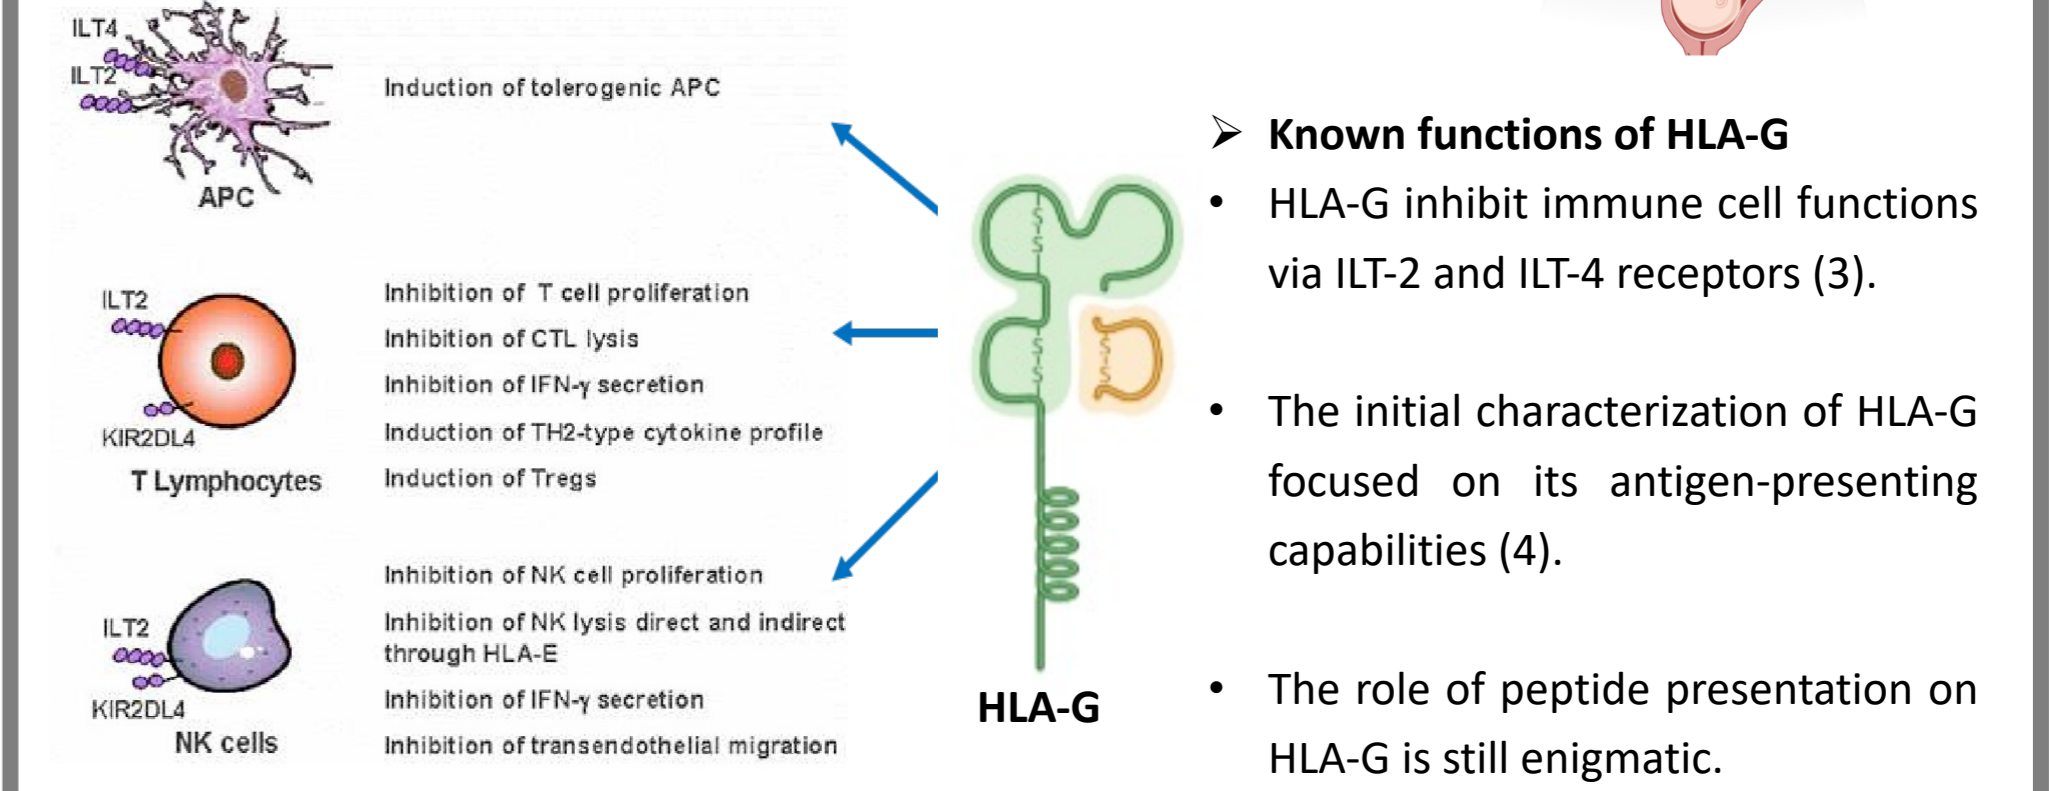 ILT4
ILT2
APC
Induction of tolerogenic APC
ILT2
KIR2DL4
T Lymphocytes
Inhibition of T cell proliferation
Inhibition of CTL lysis
Inhibition of IFN-γ secretion
Induction of TH2-type cytokine profile
Induction of Tregs
ILT2
KIR2DL4
NK cells
Inhibition of NK cell proliferation
Inhibition of NK lysis direct and indirect
through HLA-E
Inhibition of IFN-γ secretion
Inhibition of transendothelial migration
S
S
S
S
S
S
HLA-G
➢ Known functions of HLA-G
• HLA-G inhibit immune cell functions
via ILT-2 and ILT-4 receptors (3).
• The initial characterization of HLA-G
focused on its antigen-presenting
capabilities (4).
• The role of peptide presentation on
HLA-G is still enigmatic.